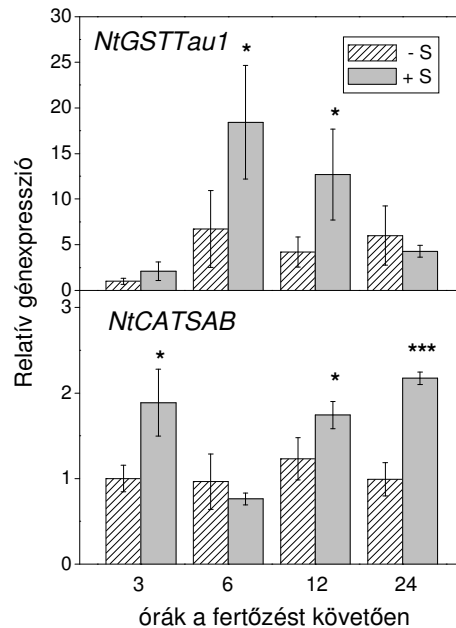 NtGSTTau1
- S
+ S
30
25
20
15
10
5
0
*
*
Relatív génexpresszió
NtCATSAB
3
2
1
0
*
*
***
3 6 12 24
órák a fertőzést követően